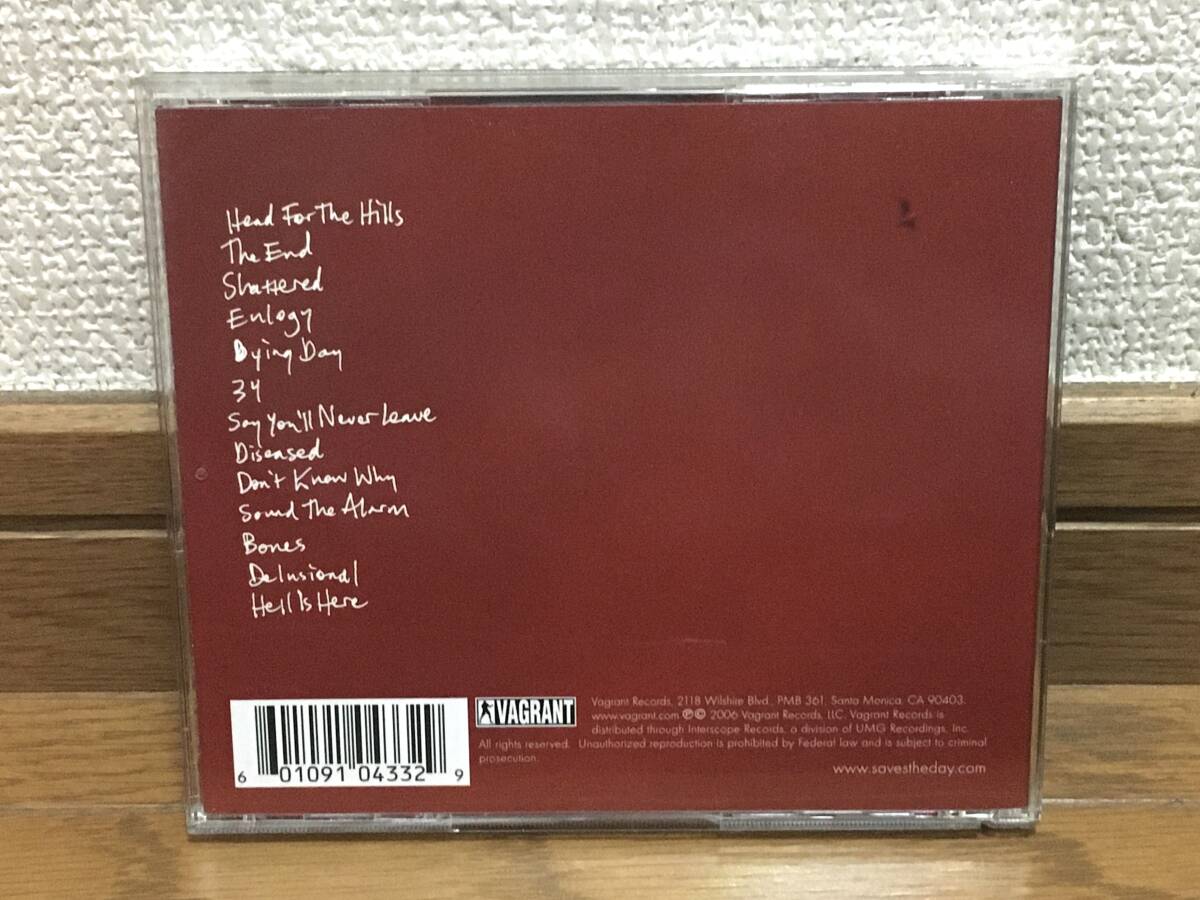 Head For The Hills
The End
Shattered
Eulogy
Dying Day
34
Say You'll Never Leave
Diseased
Don't Know Why
Sound The Alarm
Bones
Delusional
Hell Is Here
6 01091 04332 9
VAGRANT
Vagrant Records, 2118 Wilshire Blvd., PMB 361, Santa Monica, CA 90403.
www.vagrant.com ℗© 2006 Vagrant Records, LLC. Vagrant Records is
distributed through Interscope Records, a division of UMG Recordings, Inc.
All rights reserved. Unauthorized reproduction is prohibited by Federal law and is subject to criminal
prosecution.
www.savestheday.com